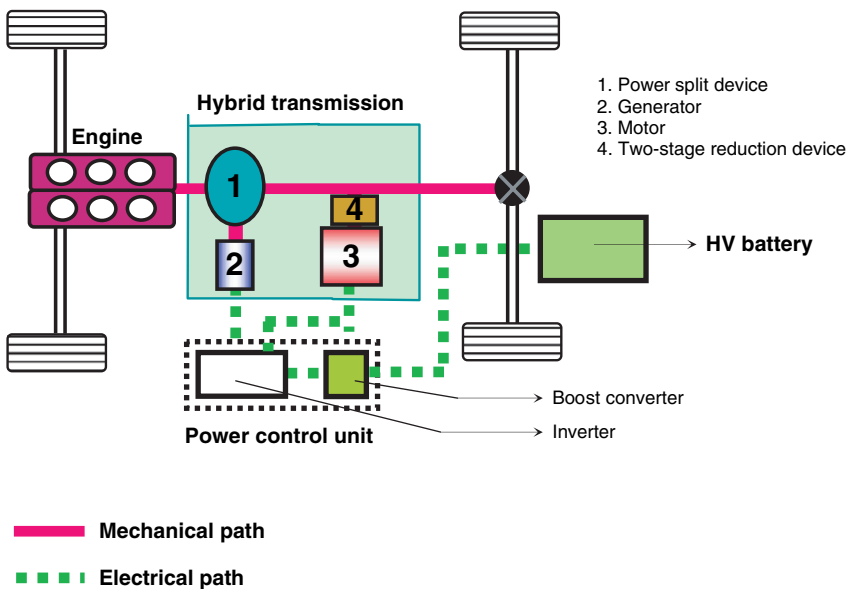 Hybrid transmission
Engine
1. Power split device
2. Generator
3. Motor
4. Two-stage reduction device
1
4
2
3
HV battery
Boost converter
Inverter
Power control unit
Mechanical path
Electrical path